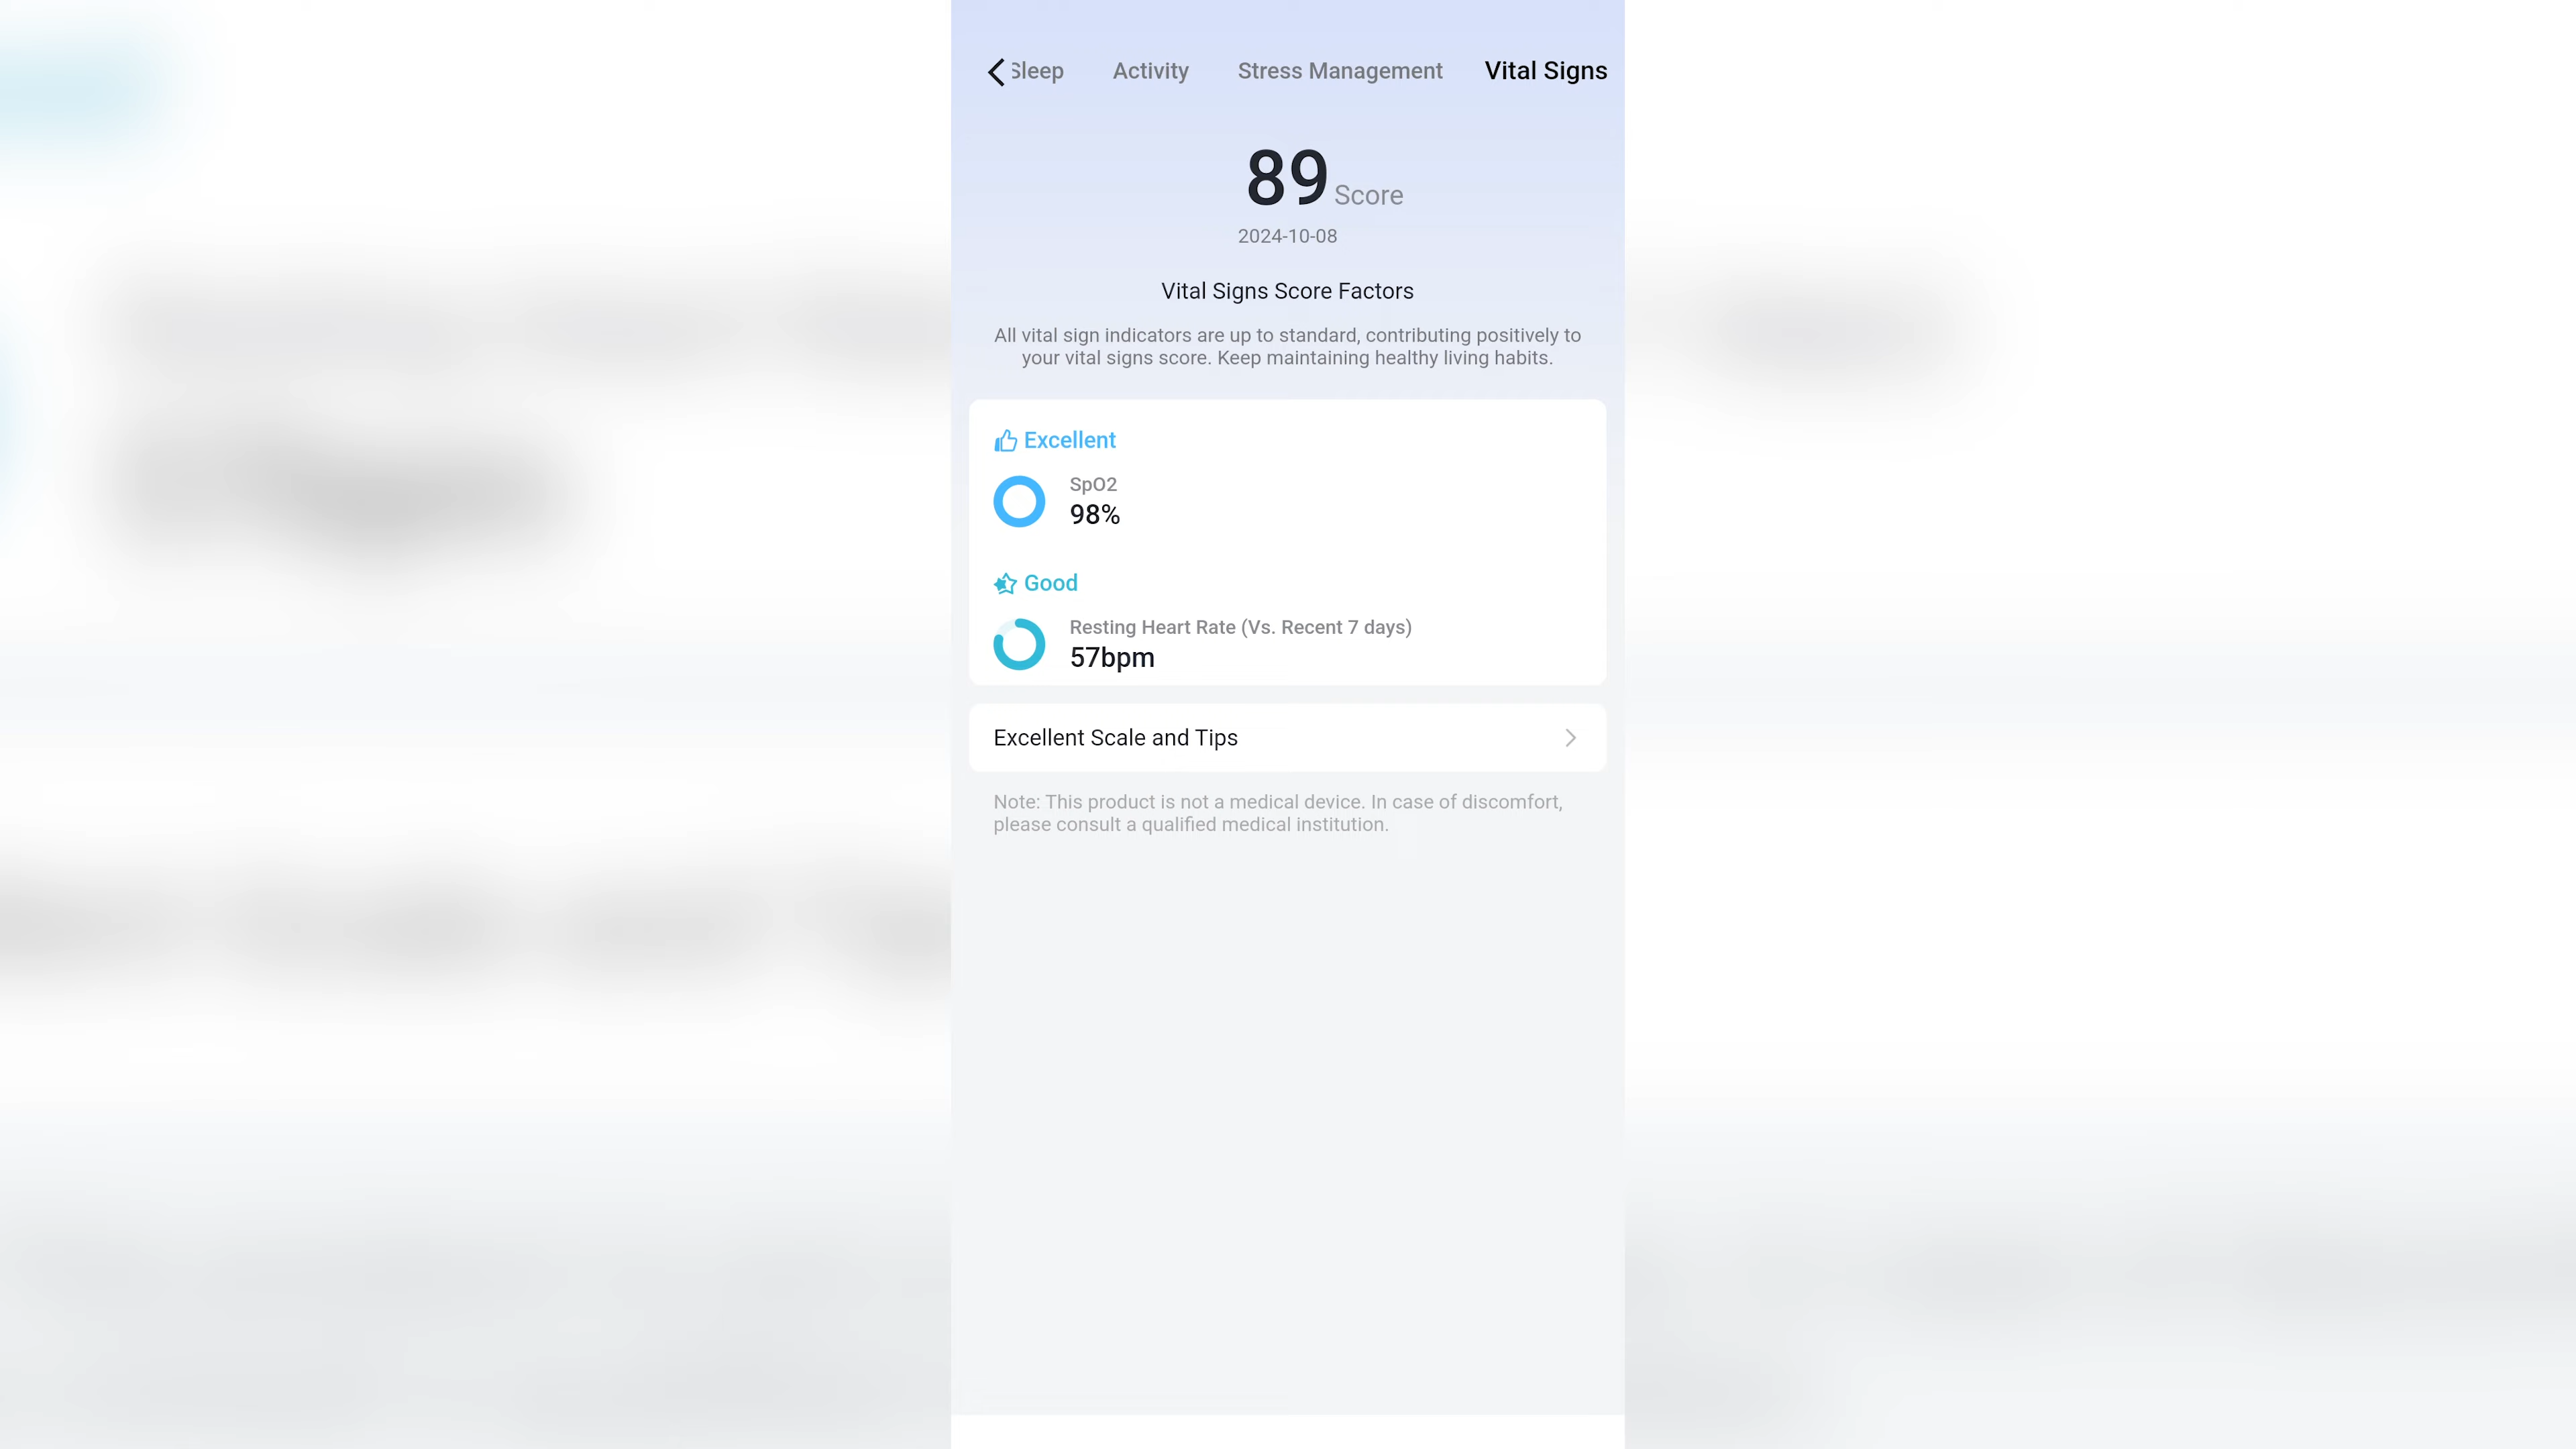 Sleep Activity Stress Management Vital Signs
89 Score
2024-10-08
Vital Signs Score Factors
All vital sign indicators are up to standard, contributing positively to
your vital signs score. Keep maintaining healthy living habits.
Excellent
SpO2
98%
Good
Resting Heart Rate (Vs. Recent 7 days)
57bpm
Excellent Scale and Tips
Note: This product is not a medical device. In case of discomfort,
please consult a qualified medical institution.